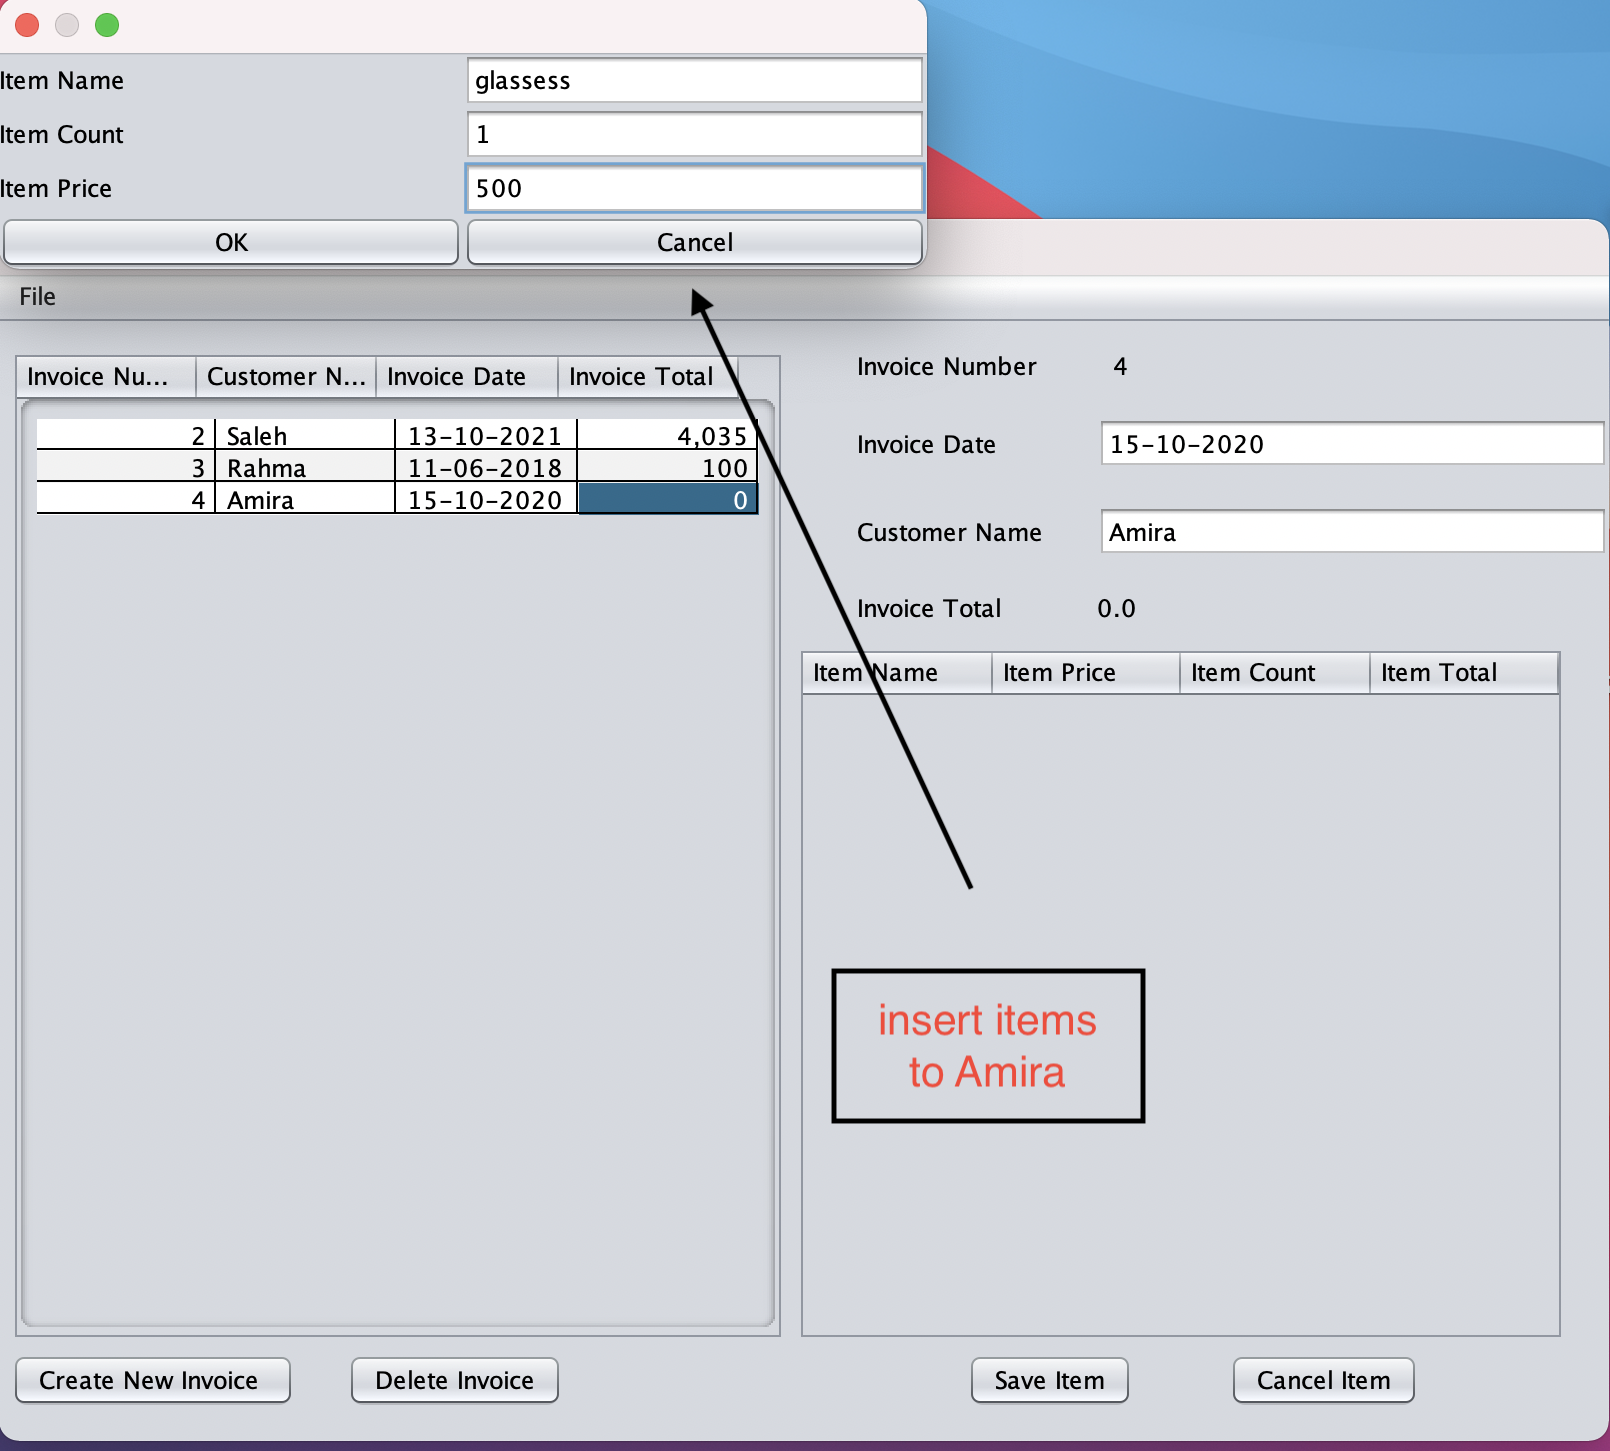 Item Name glassess
Item Count 1
Item Price 500
OK Cancel
File
Invoice Nu... Customer N... Invoice Date Invoice Total
2 Saleh 13-10-2021 4,035
3 Rahma 11-06-2018 100
4 Amira 15-10-2020 0
Invoice Number 4
Invoice Date 15-10-2020
Customer Name Amira
Invoice Total 0.0
Item Name Item Price Item Count Item Total
insert items
to Amira
Create New Invoice Delete Invoice Save Item Cancel Item